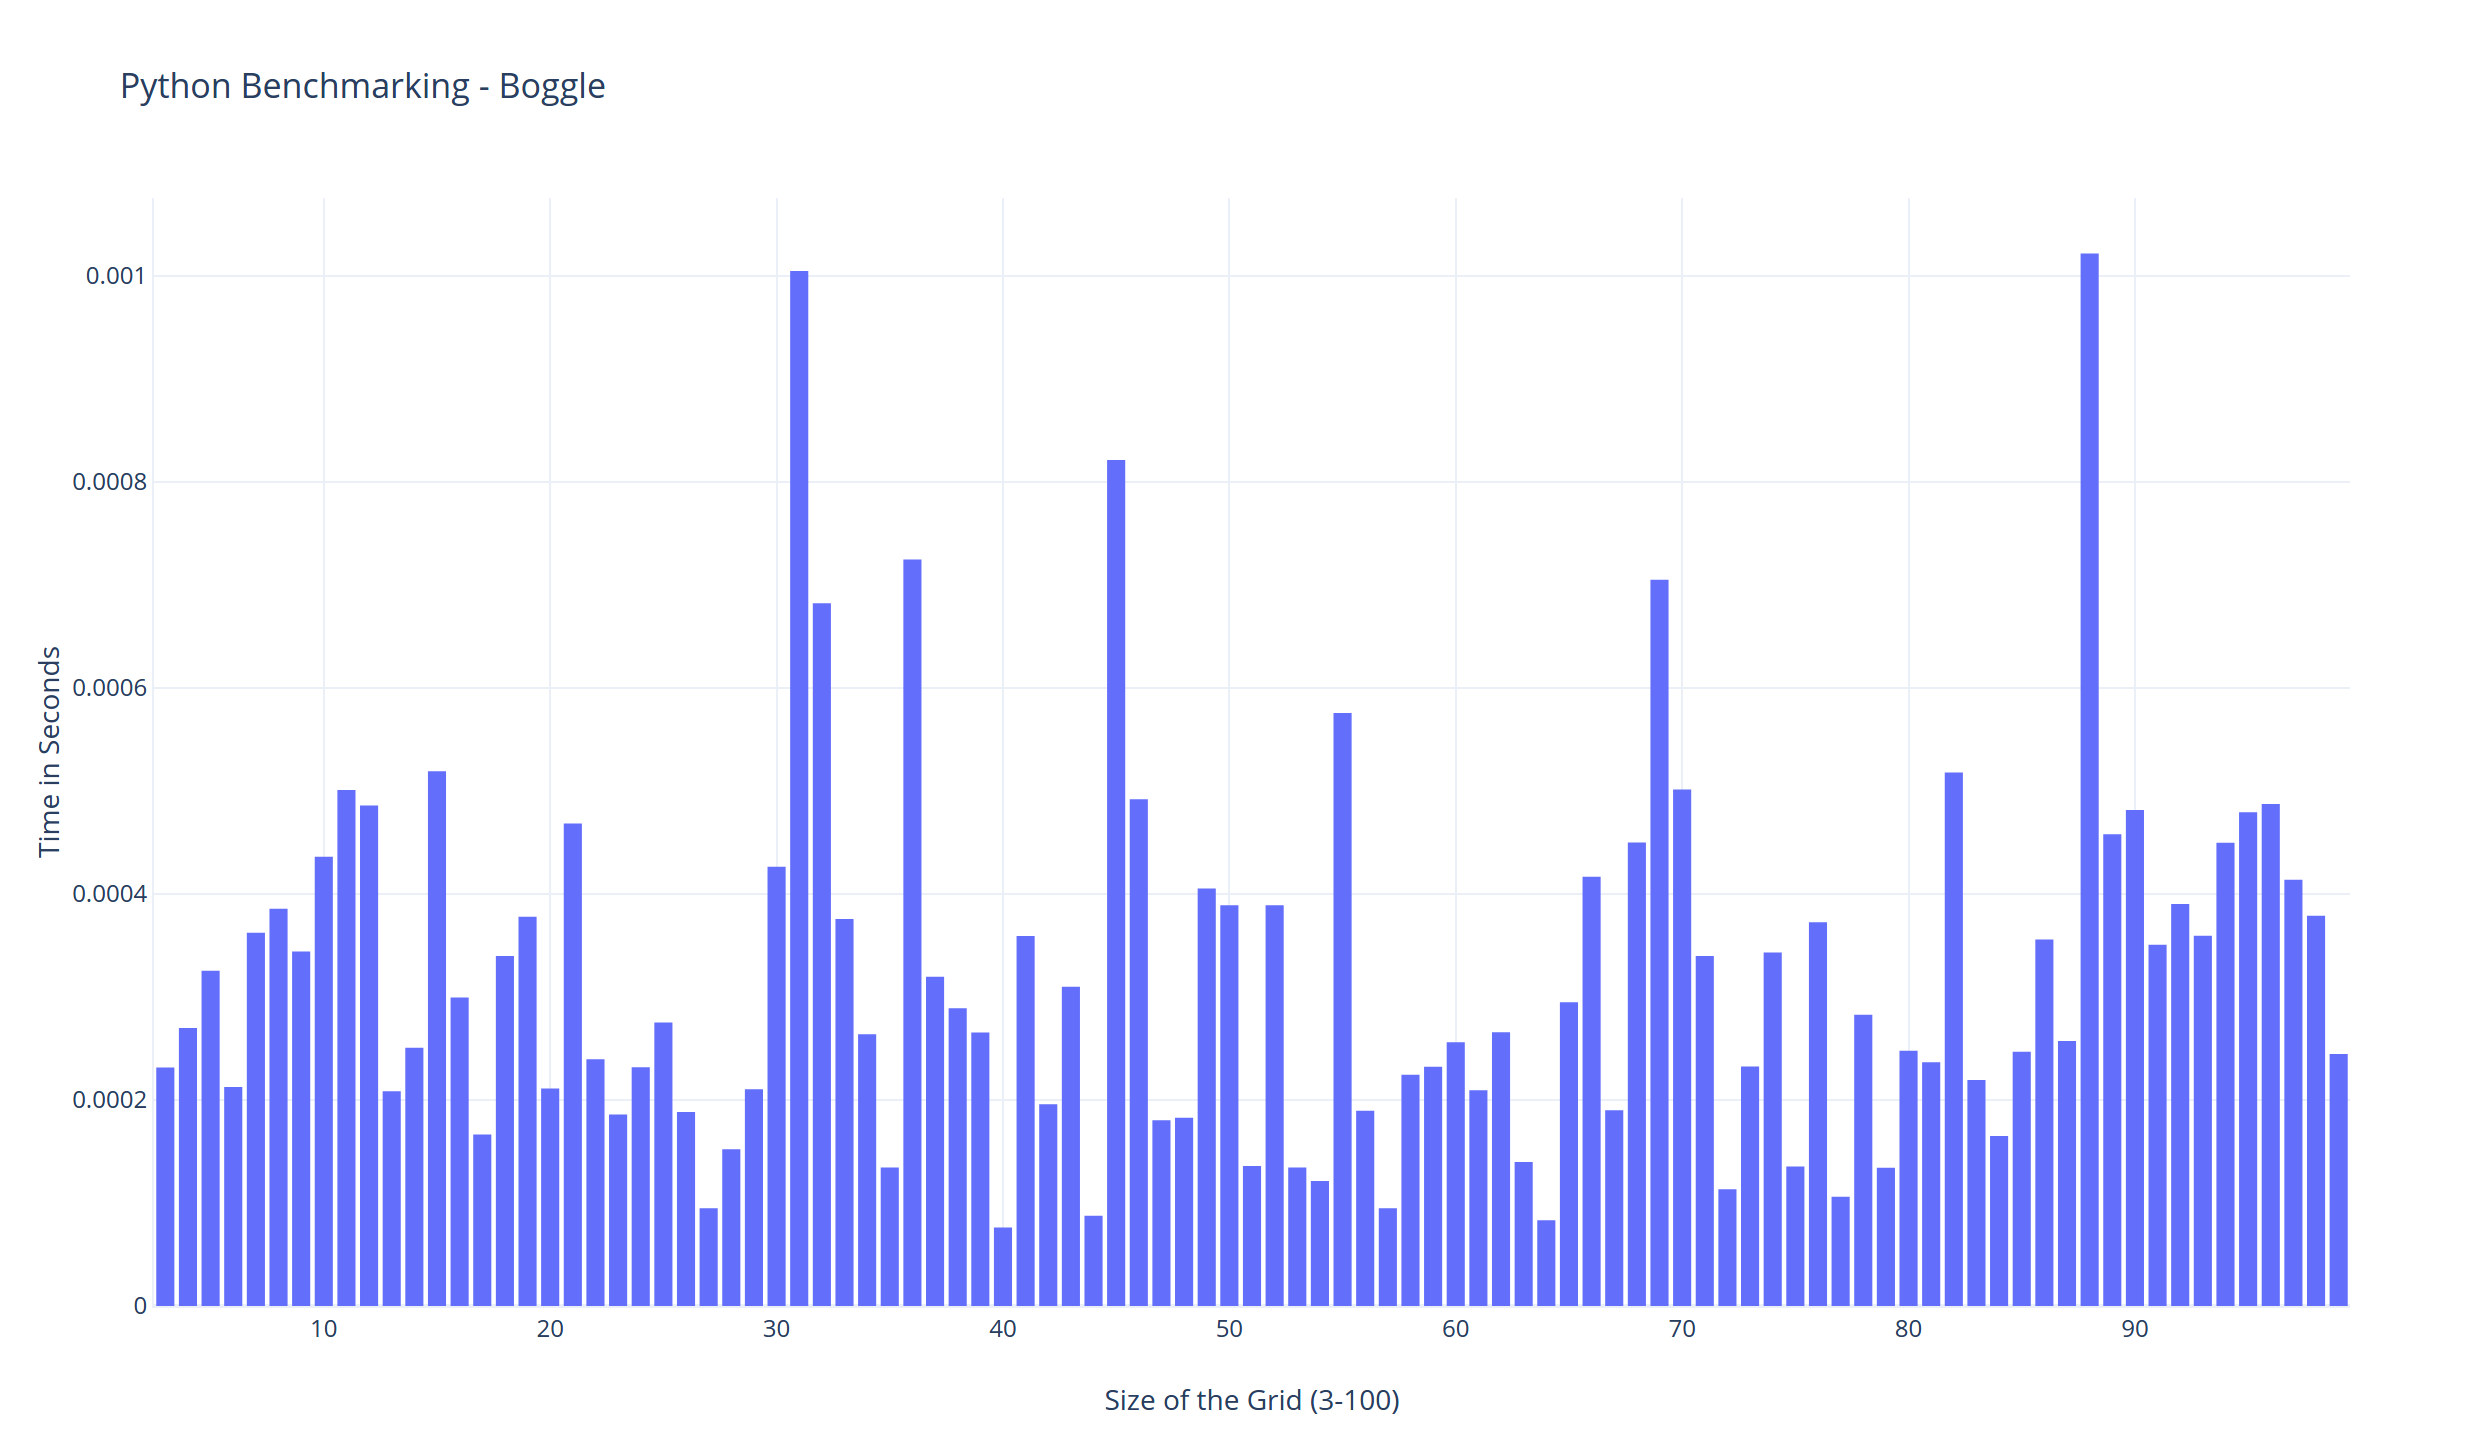 Python Benchmarking - Boggle
0.001
0.0008
0.0006
0.0004
0.0002
0
Time in Seconds
10 20 30 40 50 60 70 80 90
Size of the Grid (3-100)